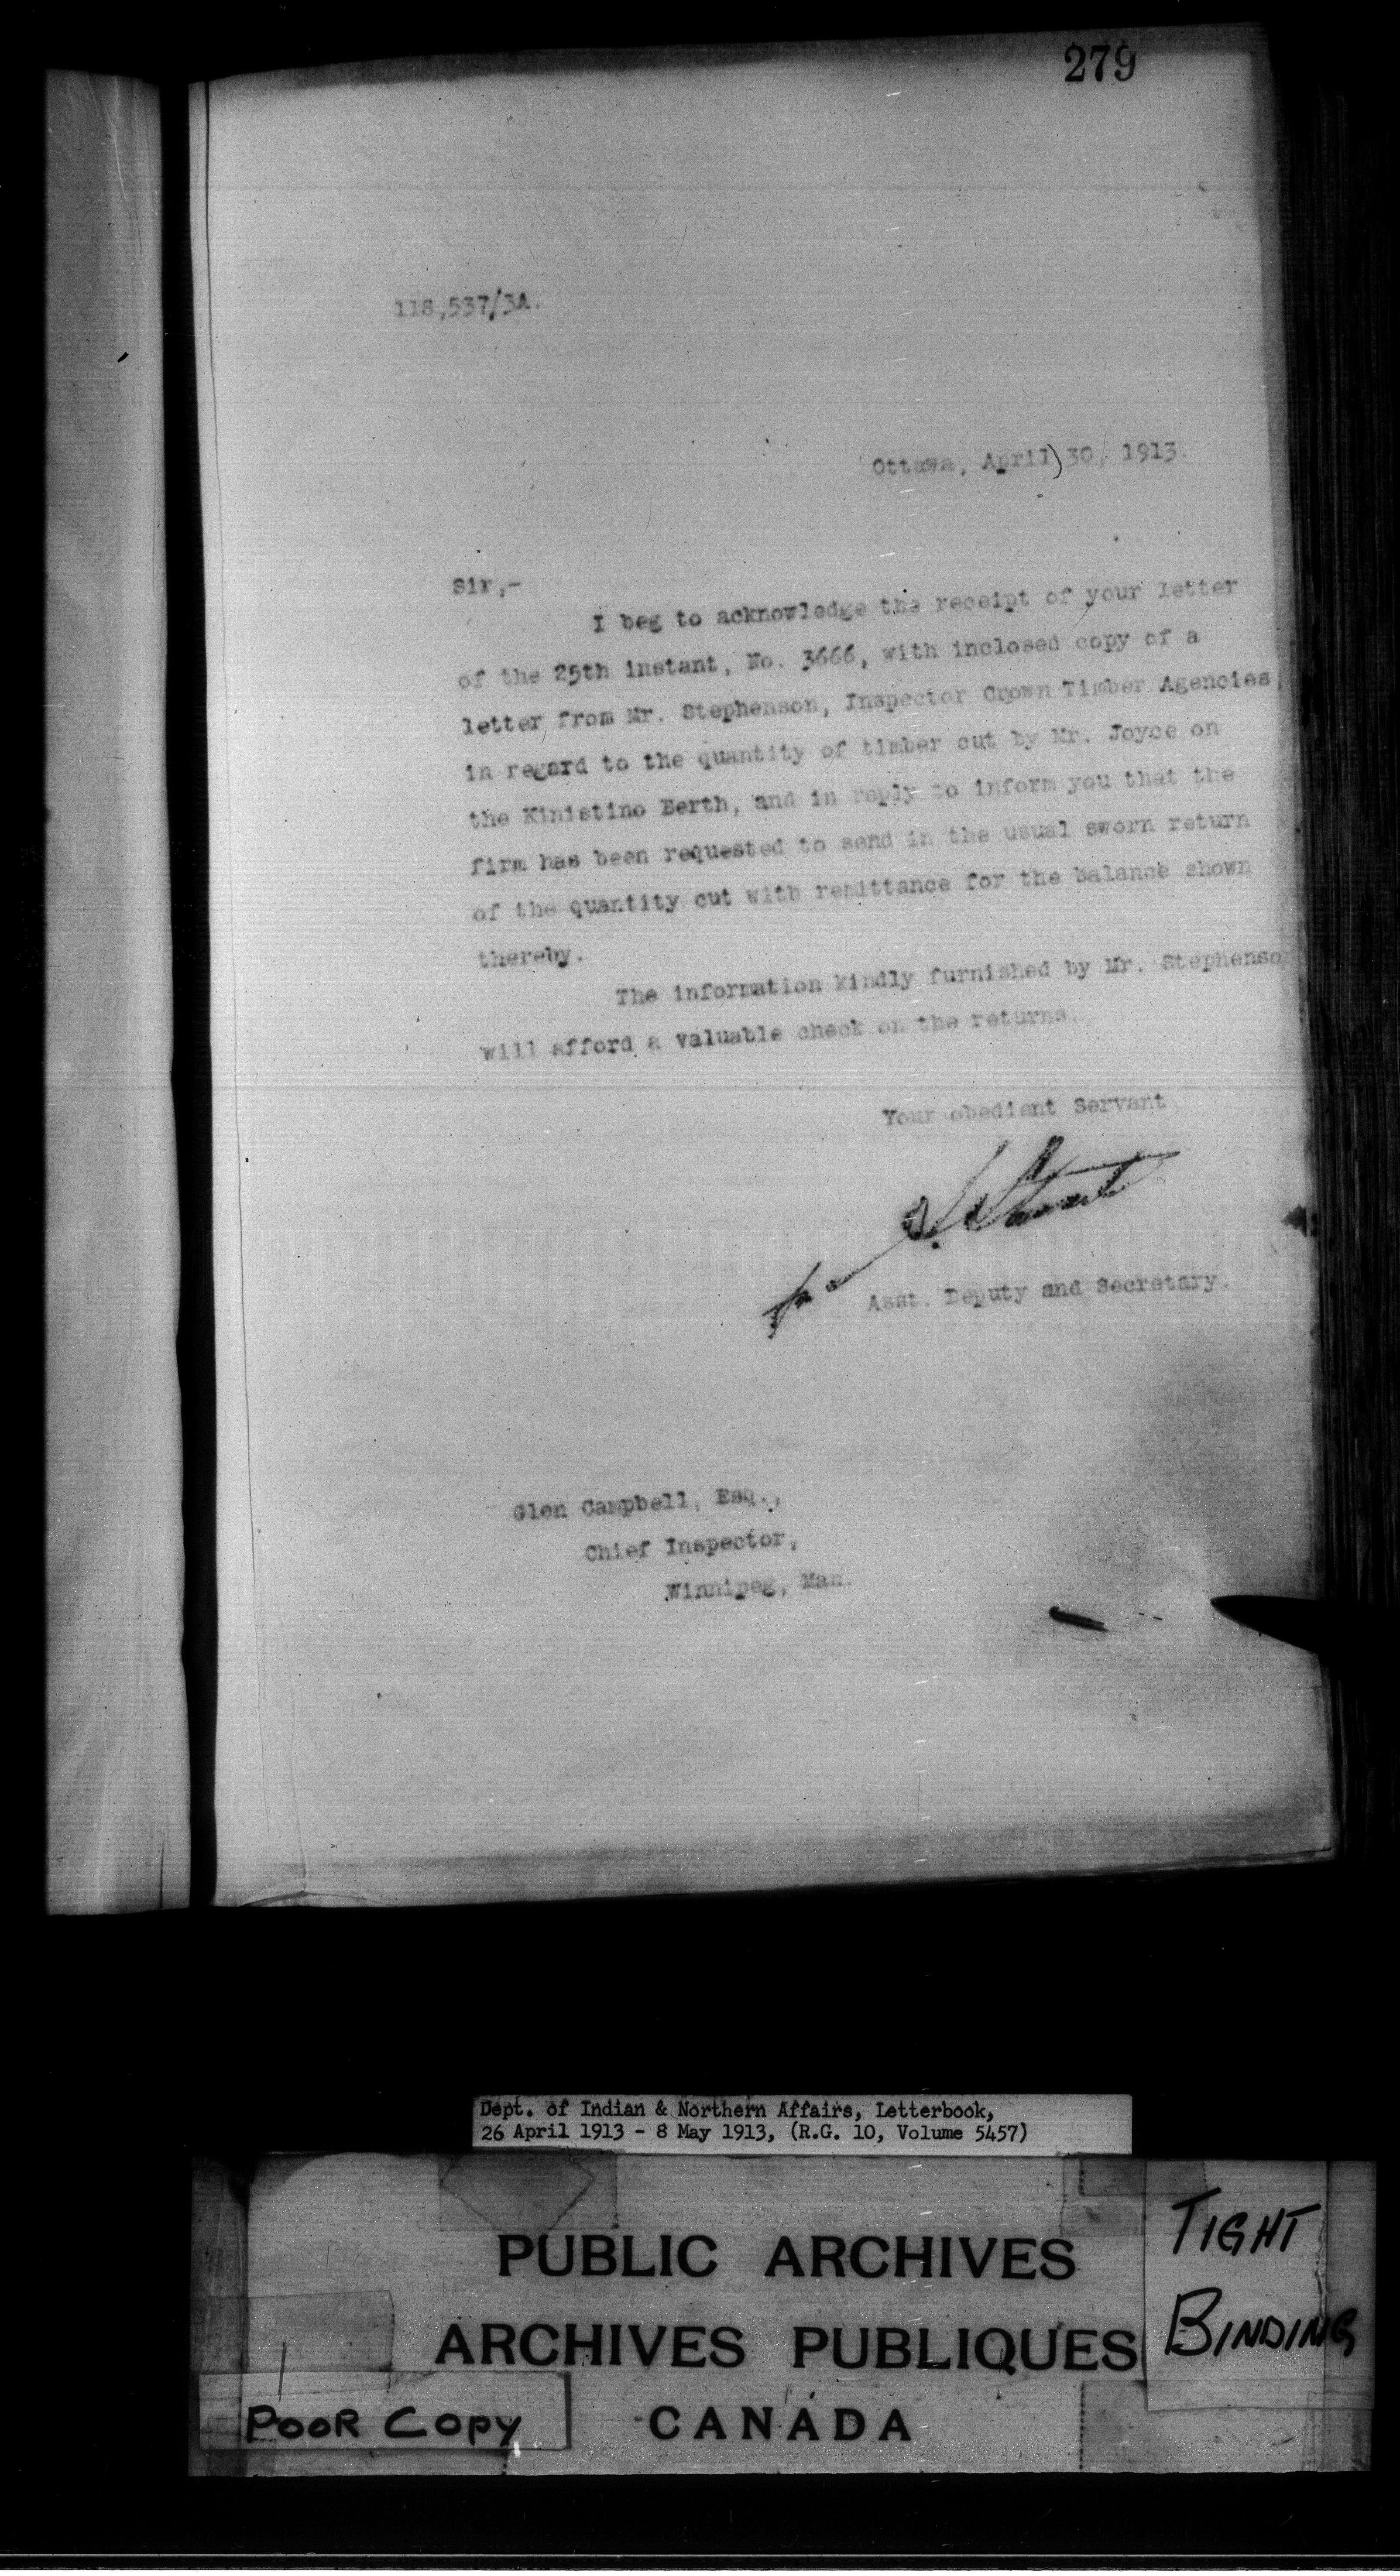 279
118,537/3A.
Ottawa, April 30, 1913.
Sir,-
I beg to acknowledge the receipt of your letter
of the 25th instant, No. 3666, with inclosed copy of a
letter from Mr. Stephenson, Inspector Crown Timber Agencies,
in regard to the quantity of timber cut by Mr. Joyce on
the Kinistino Berth, and in reply to inform you that the
firm has been requested to send in the usual sworn return
of the quantity cut with remittance for the balance shown
thereby.
The information kindly furnished by Mr. Stephenso
will afford a valuable check on the returns.
Your obedient Servant,
Stewart
for
Asst. Deputy and Secretary.
Glen Campbell, Esq.,
Chief Inspector,
Winnipeg, Man.
Dept. of Indian & Northern Affairs, Letterbook,
26 April 1913 - 8 May 1913, (R.G. 10, Volume 5457)
PUBLIC ARCHIVES
ARCHIVES PUBLIQUES
CANADA
TIGHT
BINDING
POOR COPY